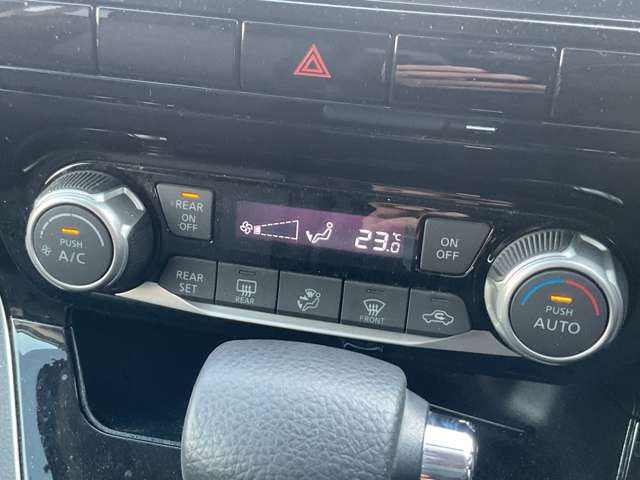 PUSH
A/C
REAR
ON
OFF
23.0
°C
ON
OFF
PUSH
AUTO
REAR
SET
REAR
FRONT